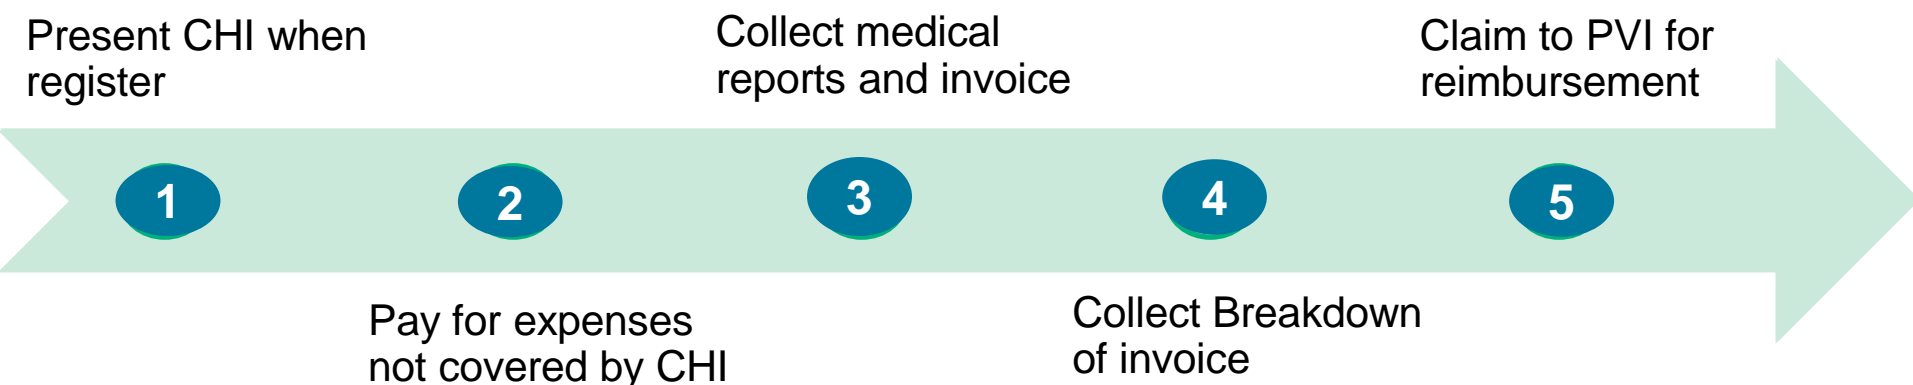 Present CHI when
register
Collect medical
reports and invoice
Claim to PVI for
reimbursement
1
2
3
4
5
Pay for expenses
not covered by CHI
Collect Breakdown
of invoice